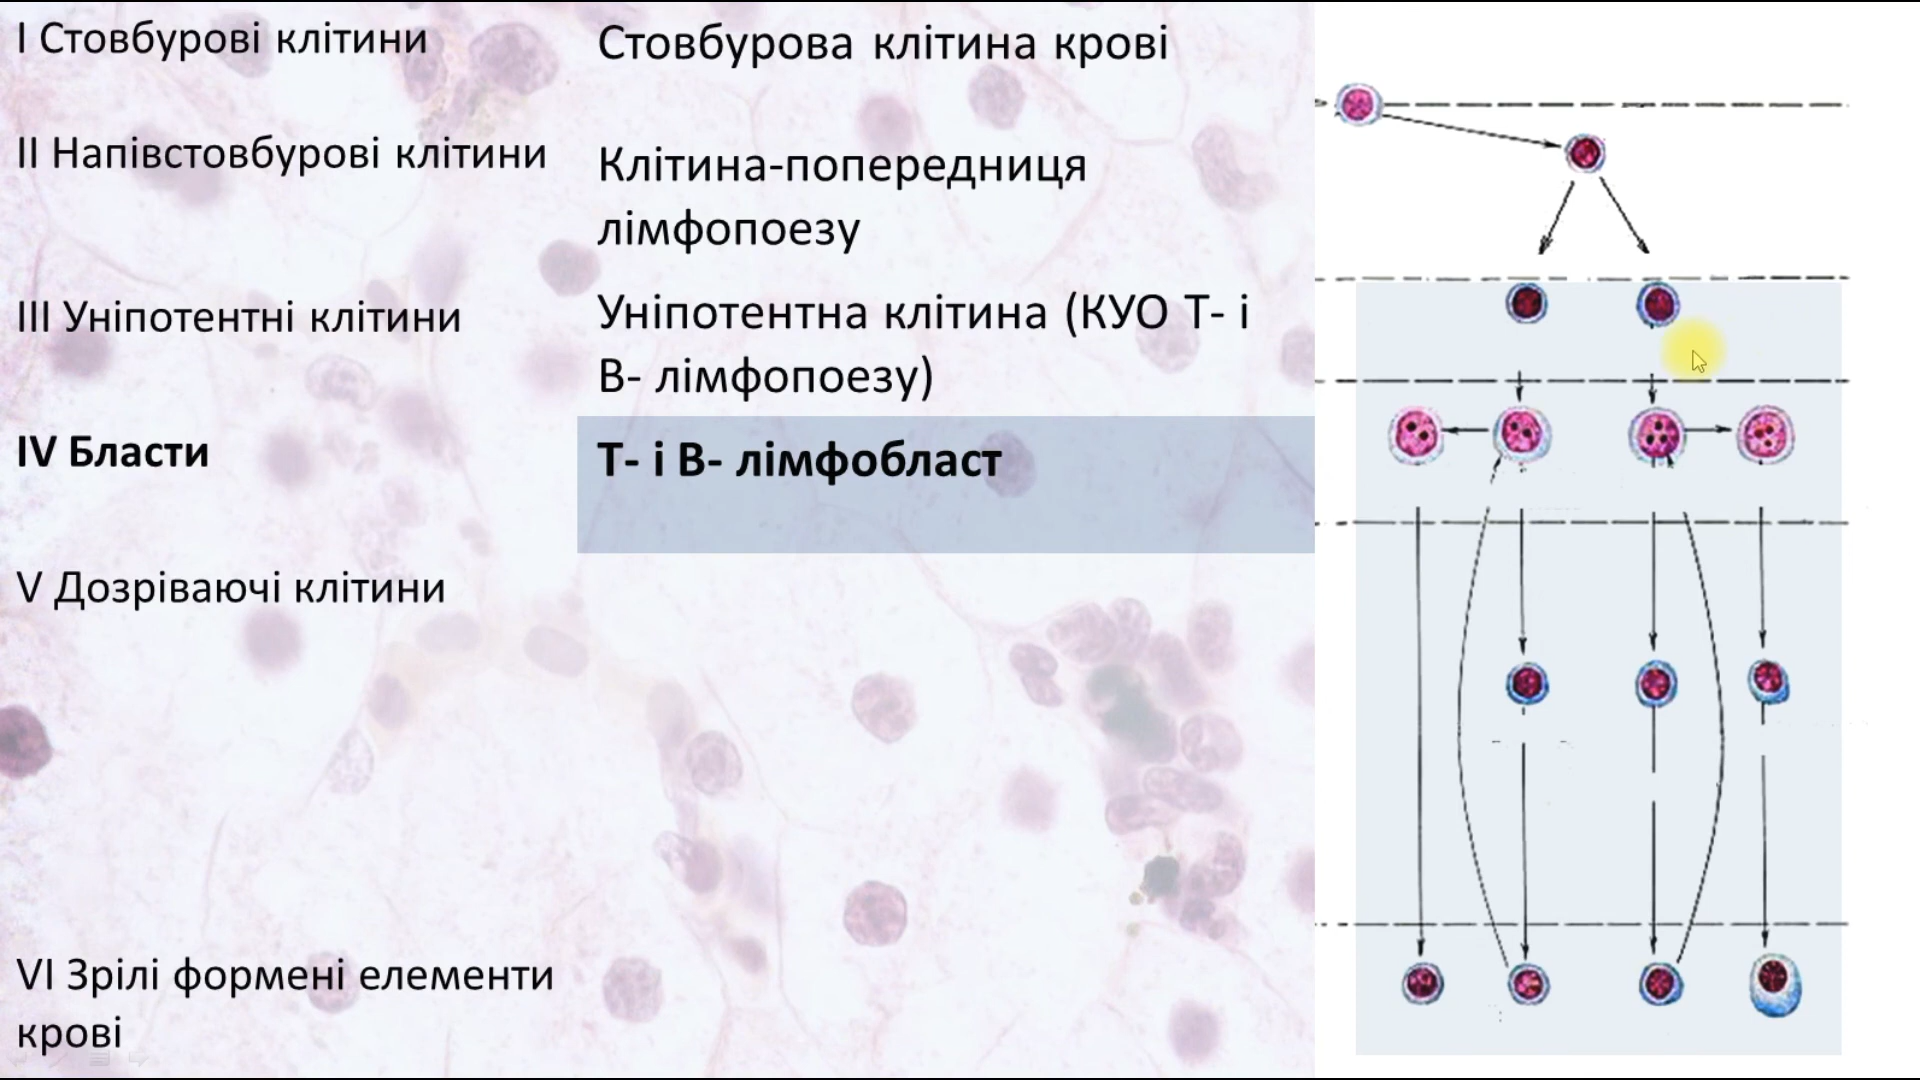 I Стовбурові клітини
Стовбурова клітина крові
II Напівстовбурові клітини
Клітина-попередниця
лімфопоезу
III Уніпотентні клітини
Уніпотентна клітина (КУО Т- і
В- лімфопоезу)
IV Бласти
Т- і В- лімфобласт
V Дозріваючі клітини
VI Зрілі формені елементи
крові